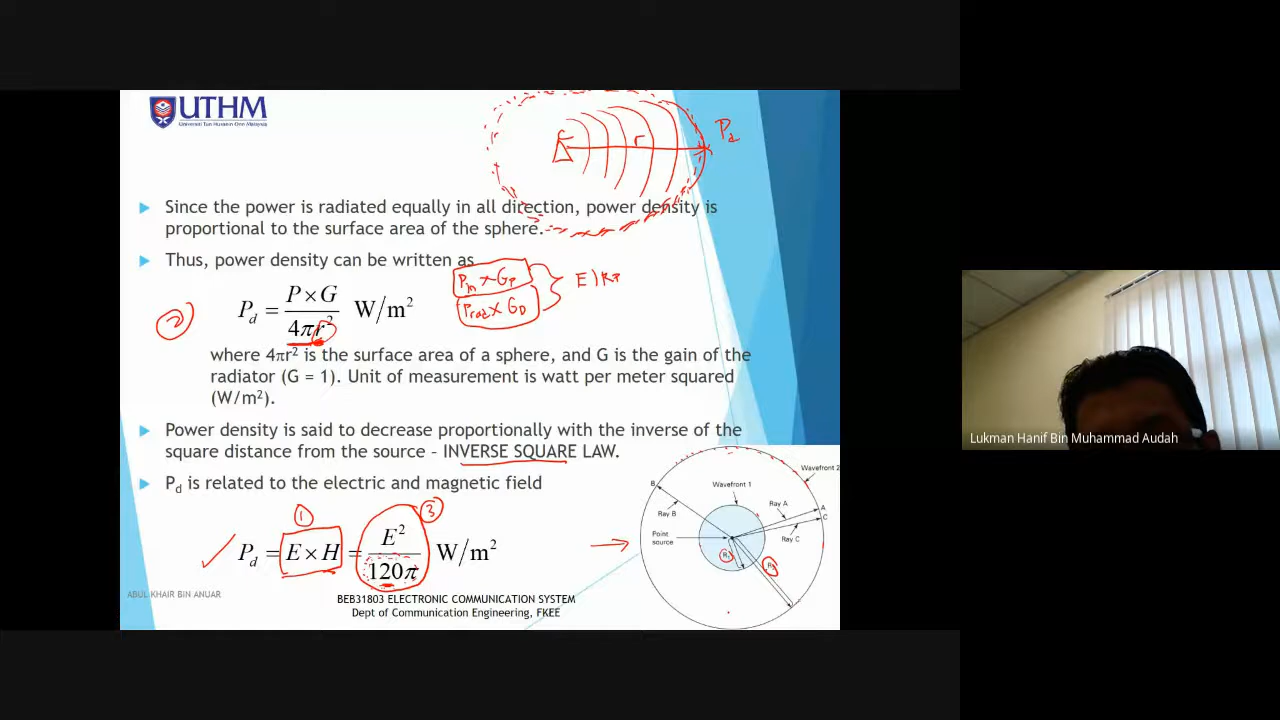 UTHM
Universiti Tun Hussein Onn Malaysia
r
Pd
Since the power is radiated equally in all direction, power density is
proportional to the surface area of the sphere.
Thus, power density can be written as
Pin × Gp
Prad × GD
EIRP
② Pd = P×G / 4πr² W/m²
where 4πr² is the surface area of a sphere, and G is the gain of the
radiator (G = 1). Unit of measurement is watt per meter squared
(W/m²).
Power density is said to decrease proportionally with the inverse of the
square distance from the source – INVERSE SQUARE LAW.
Pd is related to the electric and magnetic field
① ③
Pd = E×H = E² / 120π W/m²
ABUL KHAIR BIN ANUAR
BEB31803 ELECTRONIC COMMUNICATION SYSTEM
Dept of Communication Engineering, FKEE
Wavefront 2
B
Wavefront 1
Ray A
A
Ray B
C
Ray C
Point
source
R1
R2
Lukman Hanif Bin Muhammad Audah